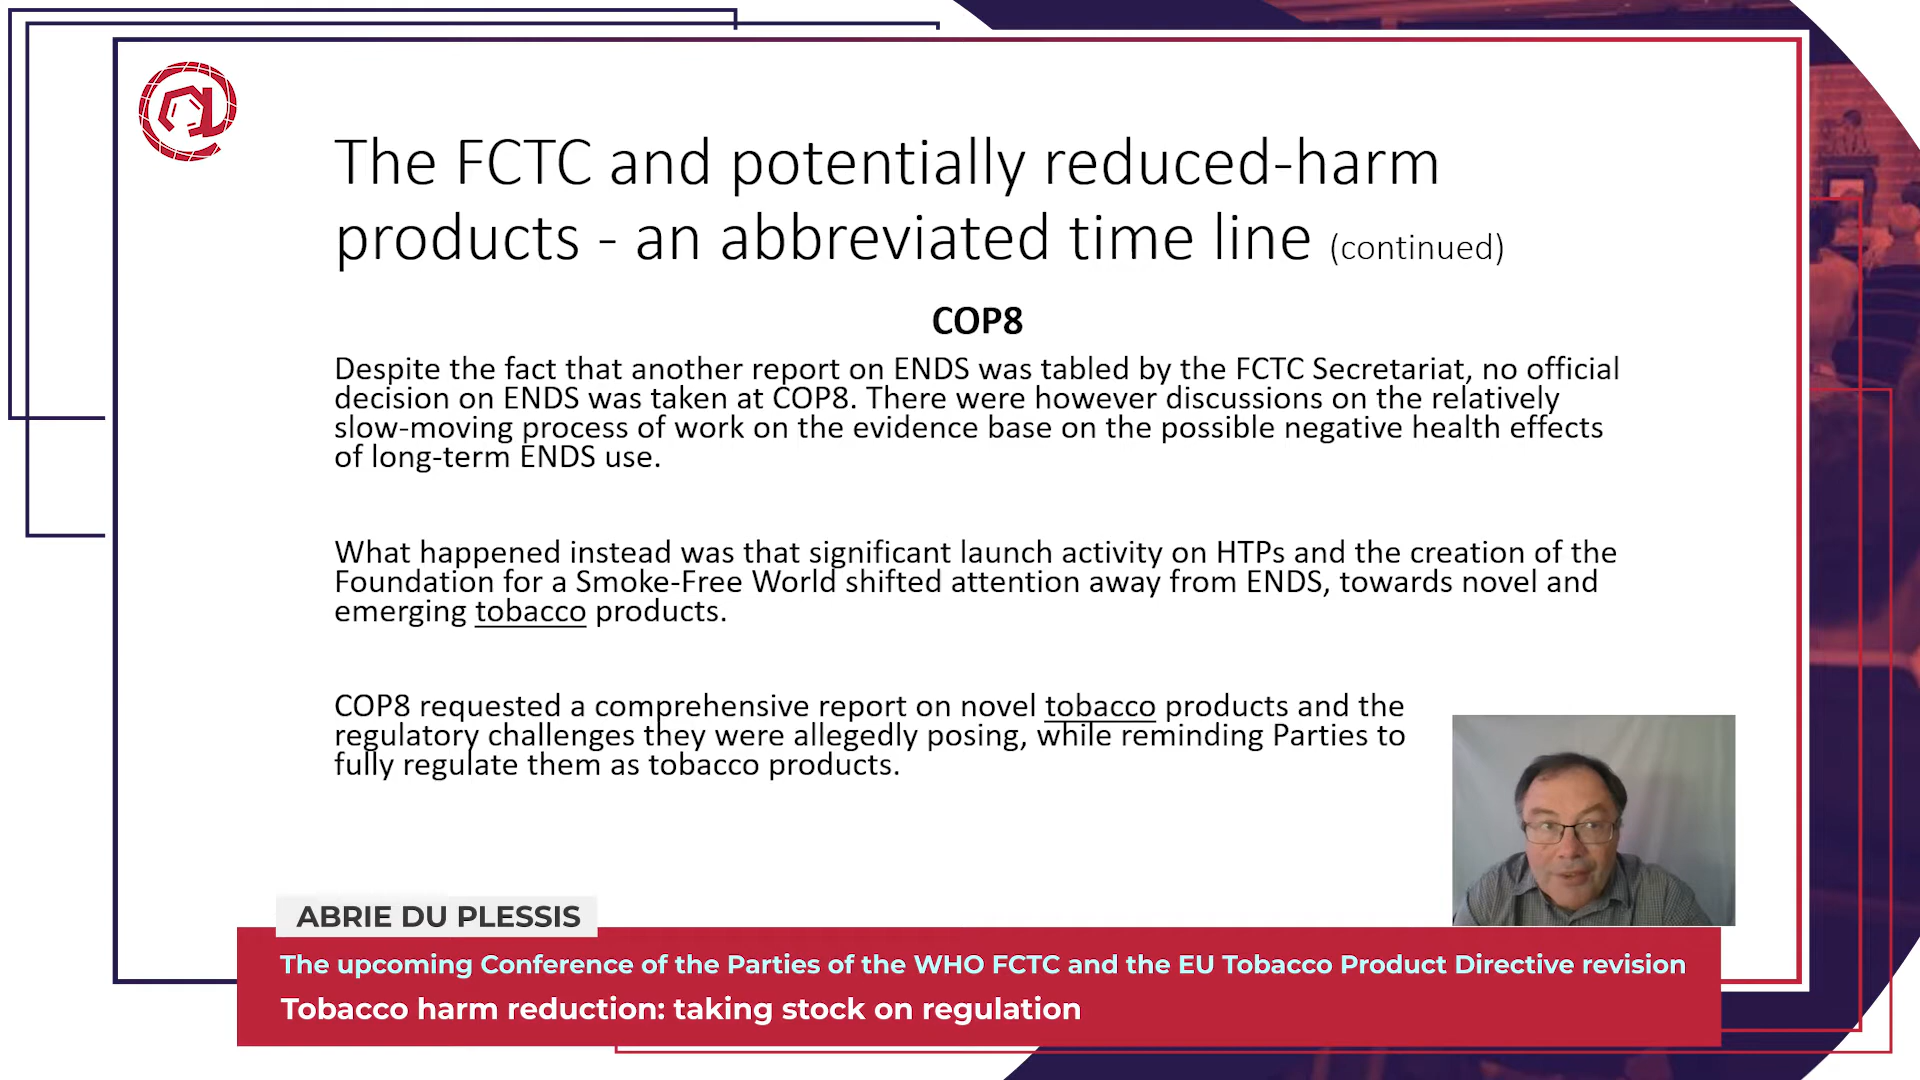 The FCTC and potentially reduced-harm
products - an abbreviated time line (continued)
COP8
Despite the fact that another report on ENDS was tabled by the FCTC Secretariat, no official
decision on ENDS was taken at COP8. There were however discussions on the relatively
slow-moving process of work on the evidence base on the possible negative health effects
of long-term ENDS use.
What happened instead was that significant launch activity on HTPs and the creation of the
Foundation for a Smoke-Free World shifted attention away from ENDS, towards novel and
emerging tobacco products.
COP8 requested a comprehensive report on novel tobacco products and the
regulatory challenges they were allegedly posing, while reminding Parties to
fully regulate them as tobacco products.
ABRIE DU PLESSIS
The upcoming Conference of the Parties of the WHO FCTC and the EU Tobacco Product Directive revision
Tobacco harm reduction: taking stock on regulation